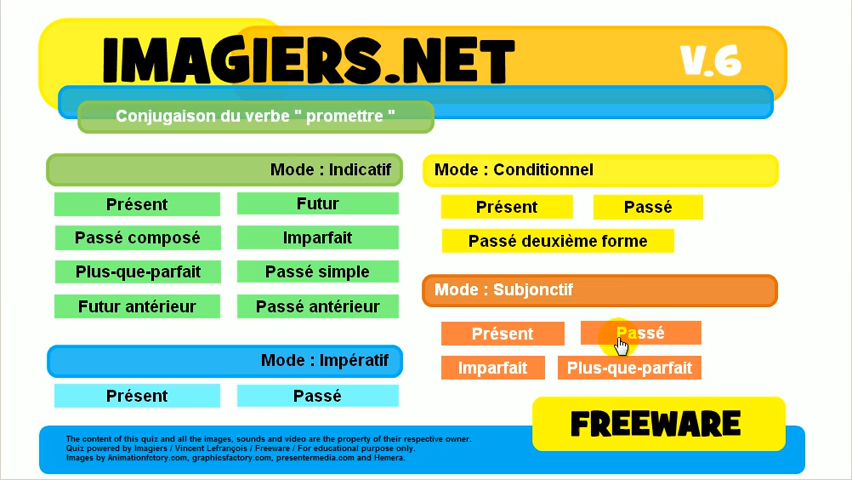 IMAGIERS.NET
V.6
Conjugaison du verbe " promettre "
Mode : Indicatif
Présent
Futur
Passé composé
Imparfait
Plus-que-parfait
Passé simple
Futur antérieur
Passé antérieur
Mode : Impératif
Présent
Passé
Mode : Conditionnel
Présent
Passé
Passé deuxième forme
Mode : Subjonctif
Présent
Passé
Imparfait
Plus-que-parfait
FREEWARE
The content of this quiz and all the images, sounds and video are the property of their respective owner.
Quiz powered by Imagiers / Vincent Lefrançois / Freeware / For educational purpose only.
Images by Animationfctory.com, graphicsfactory.com, presentermedia.com and Hemera.